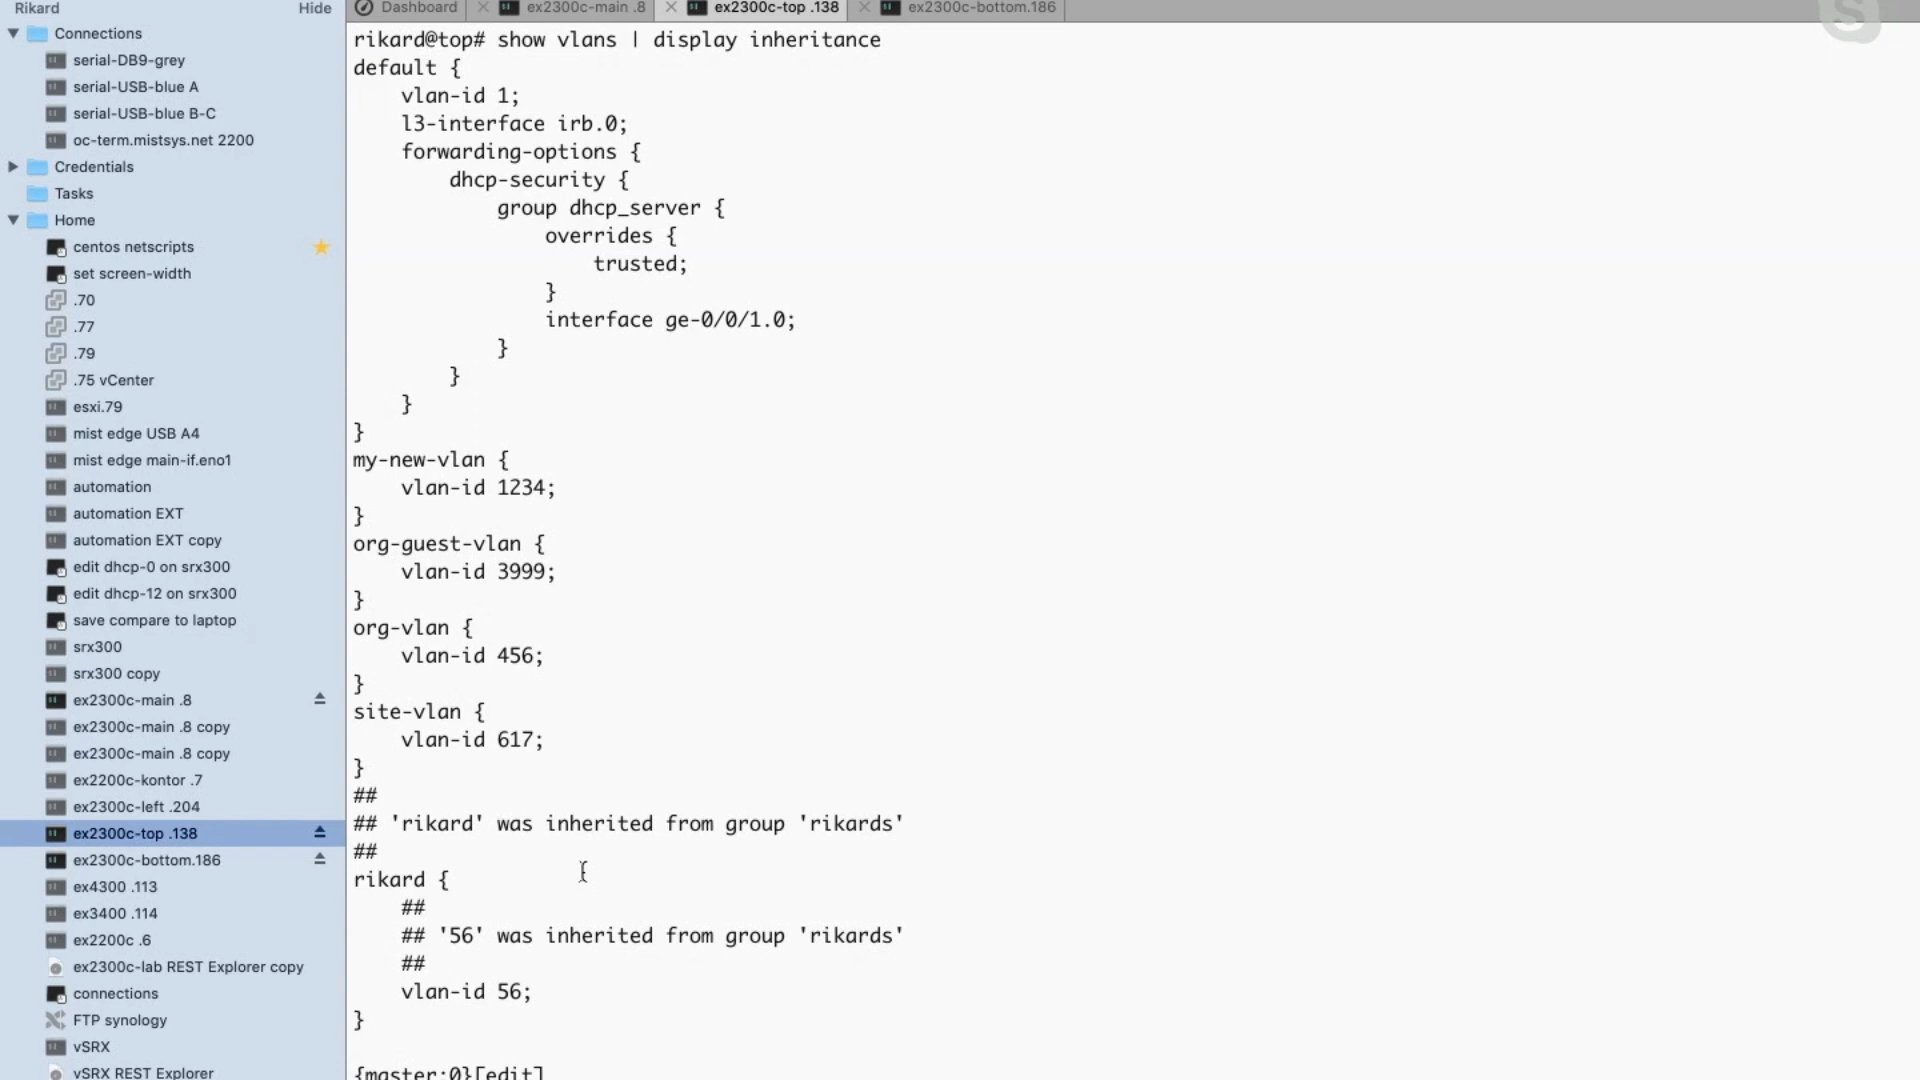 Rikard
Hide
Connections
serial-DB9-grey
serial-USB-blue A
serial-USB-blue B-C
oc-term.mistsys.net 2200
Credentials
Tasks
Home
centos netscripts
set screen-width
.70
.77
.79
.75 vCenter
esxi.79
mist edge USB A4
mist edge main-if.eno1
automation
automation EXT
automation EXT copy
edit dhcp-0 on srx300
edit dhcp-12 on srx300
save compare to laptop
srx300
srx300 copy
ex2300c-main .8
ex2300c-main .8 copy
ex2300c-main .8 copy
ex2200c-kontor .7
ex2300c-left .204
ex2300c-top .138
ex2300c-bottom.186
ex4300 .113
ex3400 .114
ex2200c .6
ex2300c-lab REST Explorer copy
connections
FTP synology
vSRX
vSRX REST Explorer
Dashboard
ex2300c-main .8
ex2300c-top .138
ex2300c-bottom.186
rikard@top# show vlans | display inheritance
default {
    vlan-id 1;
    l3-interface irb.0;
    forwarding-options {
        dhcp-security {
            group dhcp_server {
                overrides {
                    trusted;
                }
                interface ge-0/0/1.0;
            }
        }
    }
}
my-new-vlan {
    vlan-id 1234;
}
org-guest-vlan {
    vlan-id 3999;
}
org-vlan {
    vlan-id 456;
}
site-vlan {
    vlan-id 617;
}
##
## 'rikard' was inherited from group 'rikards'
##
rikard {
    ##
    ## '56' was inherited from group 'rikards'
    ##
    vlan-id 56;
}
{master:0}[edit]